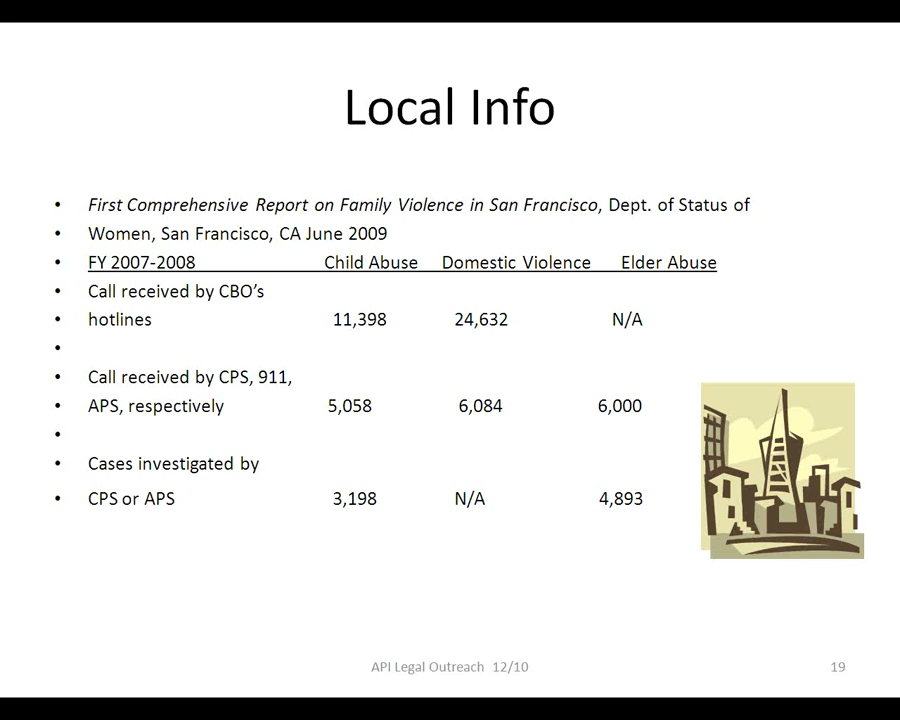 Local Info
• First Comprehensive Report on Family Violence in San Francisco, Dept. of Status of
• Women, San Francisco, CA June 2009
• FY 2007-2008 Child Abuse Domestic Violence Elder Abuse
• Call received by CBO’s
• hotlines 11,398 24,632 N/A
•
• Call received by CPS, 911,
• APS, respectively 5,058 6,084 6,000
•
• Cases investigated by
• CPS or APS 3,198 N/A 4,893
API Legal Outreach 12/10 19